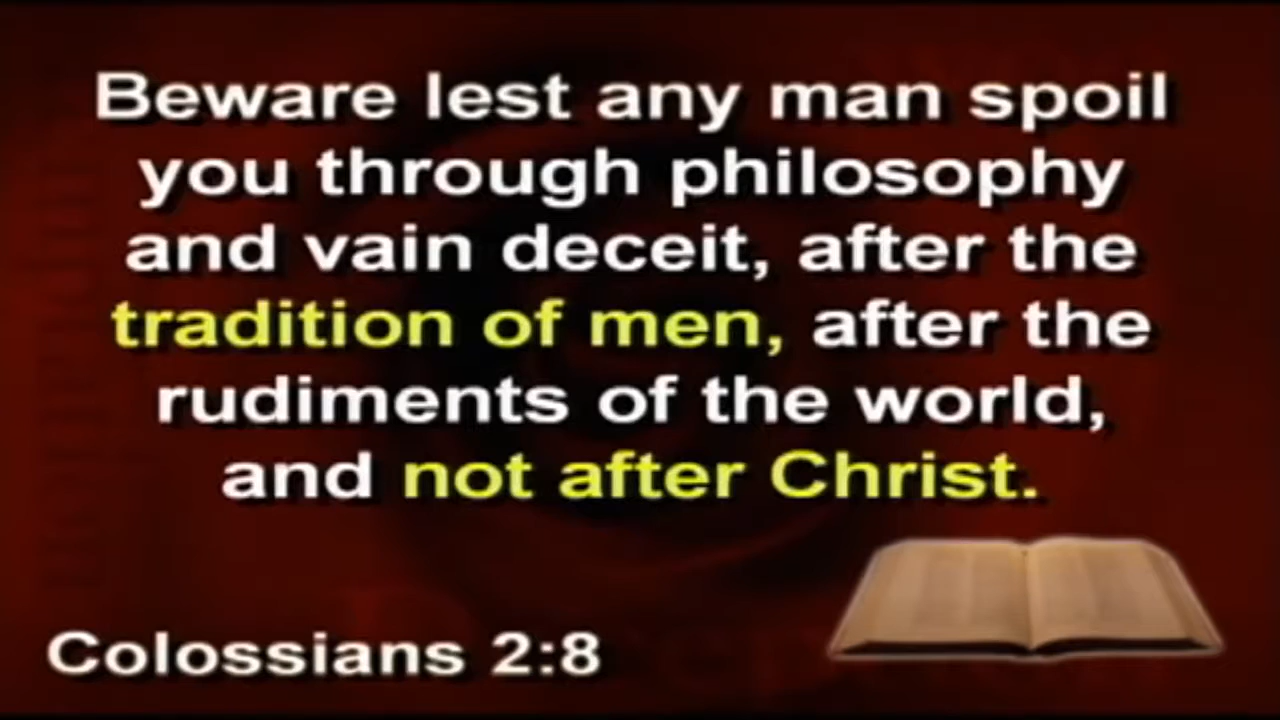 Beware lest any man spoil
you through philosophy
and vain deceit, after the
tradition of men, after the
rudiments of the world,
and not after Christ.
Colossians 2:8